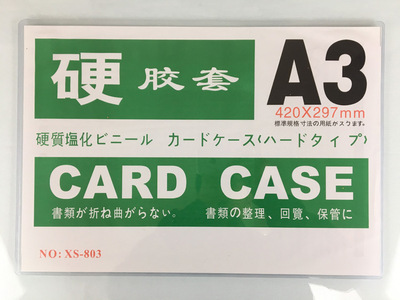 硬胶套 A3
420X297mm
標準規格寸法の用紙が入ります。
硬質塩化ビニール カードケース(ハードタイプ)
CARD CASE
書類が折ね曲がらない。 書類の整理、回覧、保管に
NO: XS-803